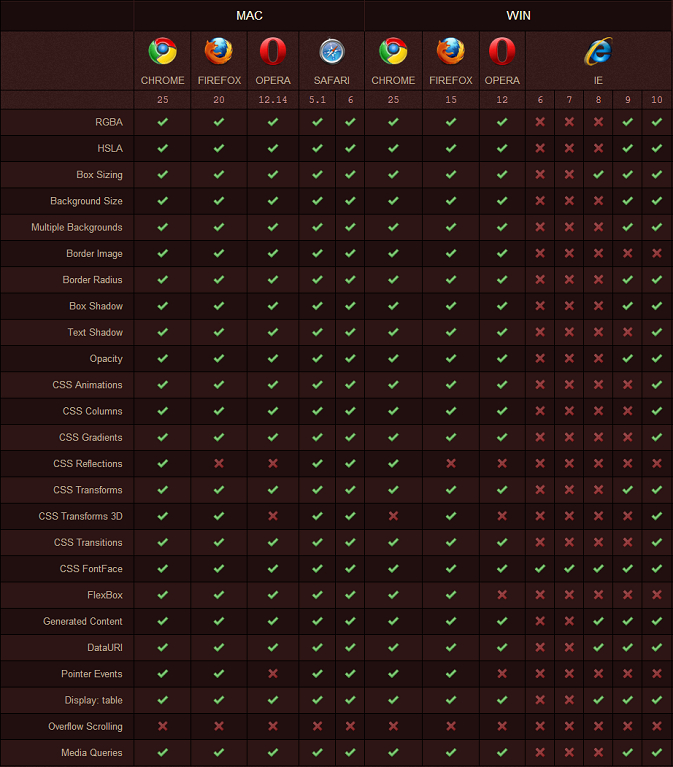 MAC WIN
CHROME FIREFOX OPERA SAFARI CHROME FIREFOX OPERA IE
25 20 12.14 5.1 6 25 15 12 6 7 8 9 10
RGBA
HSLA
Box Sizing
Background Size
Multiple Backgrounds
Border Image
Border Radius
Box Shadow
Text Shadow
Opacity
CSS Animations
CSS Columns
CSS Gradients
CSS Reflections
CSS Transforms
CSS Transforms 3D
CSS Transitions
CSS FontFace
FlexBox
Generated Content
DataURI
Pointer Events
Display: table
Overflow Scrolling
Media Queries